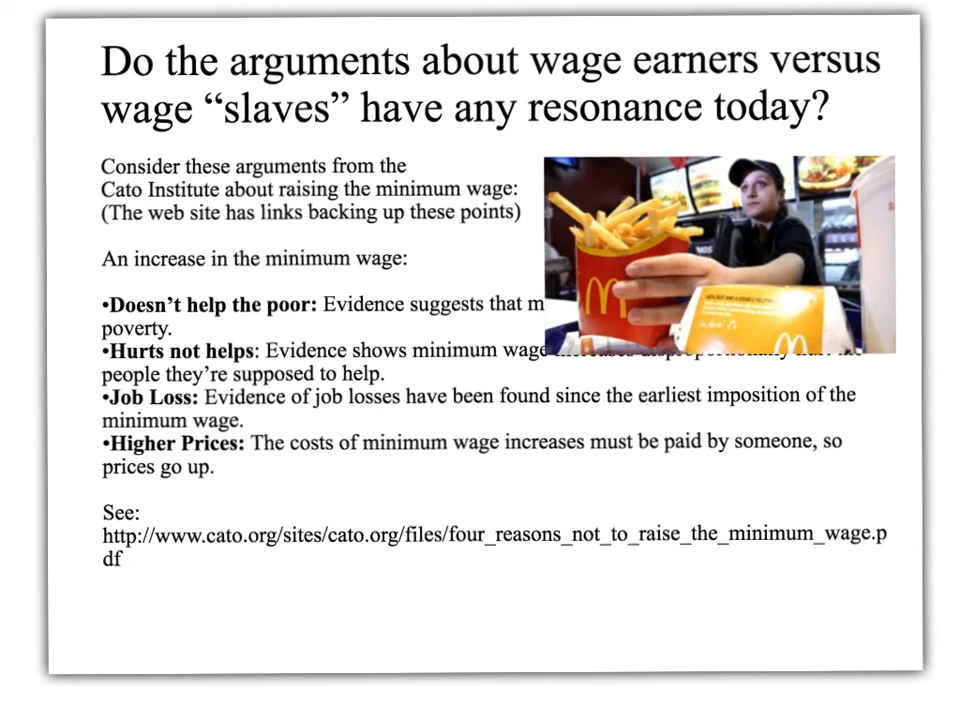 Do the arguments about wage earners versus
wage “slaves” have any resonance today?
Consider these arguments from the
Cato Institute about raising the minimum wage:
(The web site has links backing up these points)
An increase in the minimum wage:
•Doesn’t help the poor: Evidence suggests that m
poverty.
•Hurts not helps: Evidence shows minimum wage increases disproportionally hurt the
people they’re supposed to help.
•Job Loss: Evidence of job losses have been found since the earliest imposition of the
minimum wage.
•Higher Prices: The costs of minimum wage increases must be paid by someone, so
prices go up.
See:
http://www.cato.org/sites/cato.org/files/four_reasons_not_to_raise_the_minimum_wage.p
df